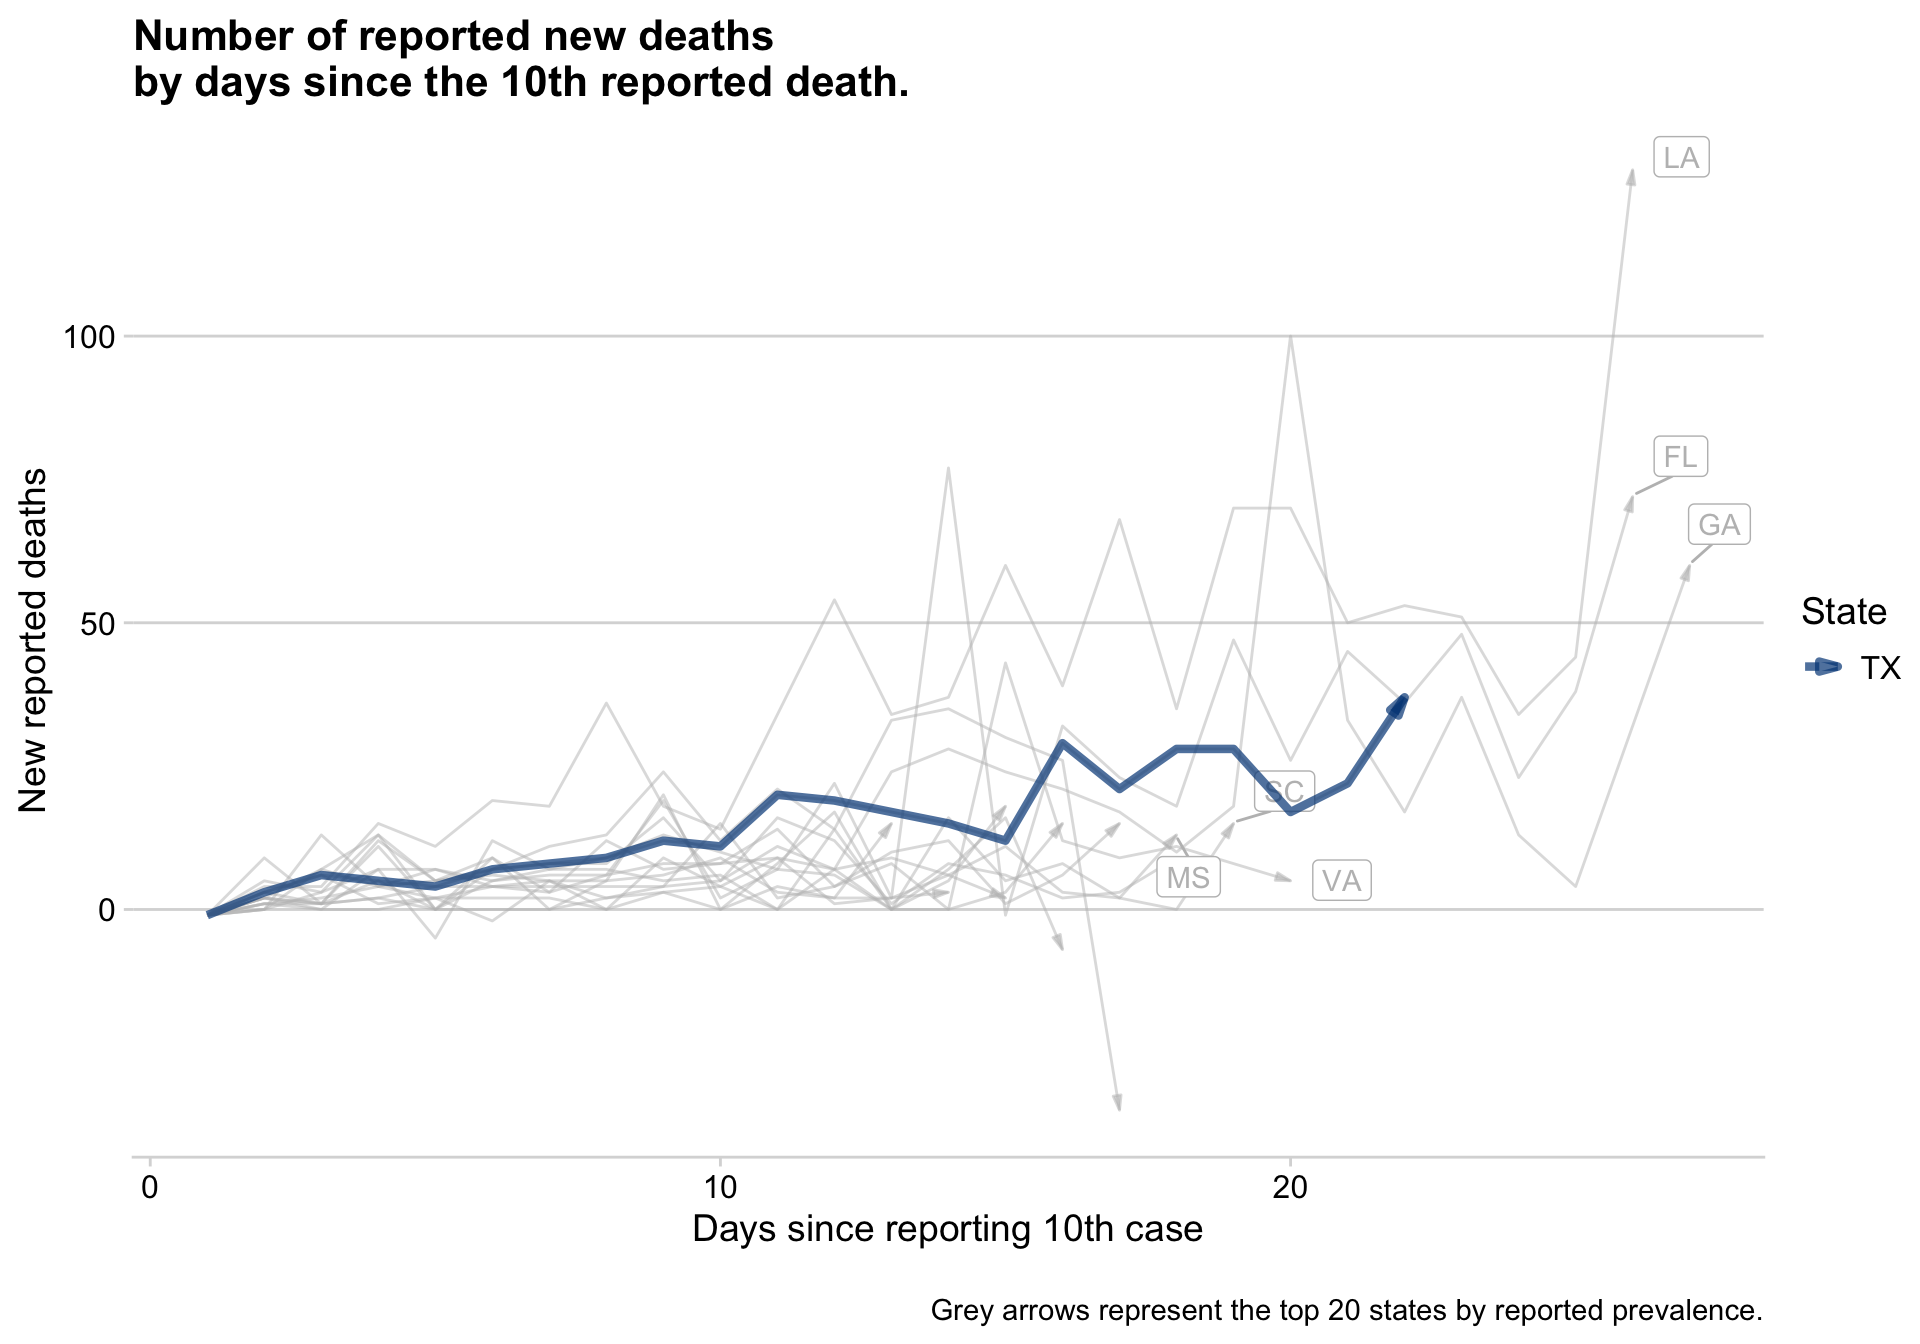 Number of reported new deaths
by days since the 10th reported death.
LA
100
FL
GA
New reported deaths
50
State
TX
SC
MS
VA
0
0
10
20
Days since reporting 10th case
Grey arrows represent the top 20 states by reported prevalence.